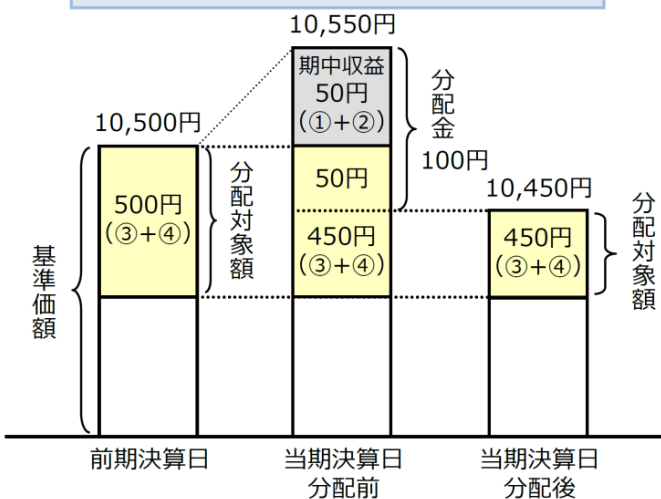 10,550円
期中収益
50円
(①+②)
分配金
100円
10,500円
500円
(③+④)
分配対象額
50円
450円
(③+④)
10,450円
450円
(③+④)
分配対象額
基準価額
前期決算日
当期決算日
分配前
当期決算日
分配後